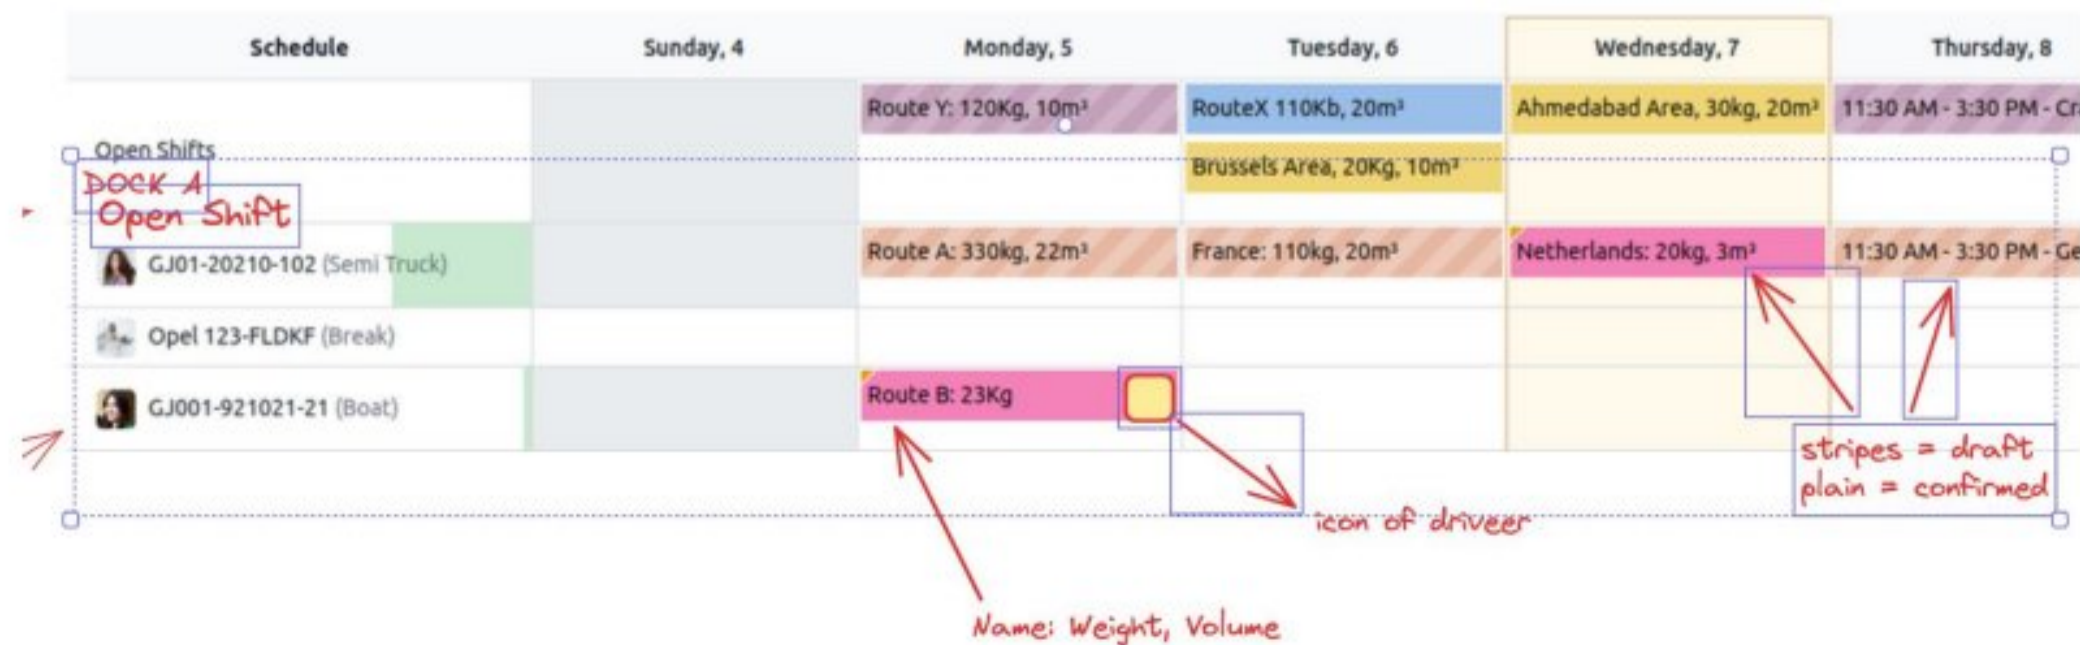 Schedule
Sunday, 4
Monday, 5
Tuesday, 6
Wednesday, 7
Thursday, 8
Open Shifts
Route Y: 120Kg, 10m³
RouteX 110Kb, 20m³
Ahmedabad Area, 30kg, 20m³
11:30 AM - 3:30 PM - Cr
Brussels Area, 20Kg, 10m³
DOCK A
Open Shift
GJ01-20210-102 (Semi Truck)
Route A: 330kg, 22m³
France: 110kg, 20m³
Netherlands: 20kg, 3m³
11:30 AM - 3:30 PM - Ge
Opel 123-FLDKF (Break)
GJ001-921021-21 (Boat)
Route B: 23Kg
stripes = draft
plain = confirmed
icon of driveer
Name: Weight, Volume